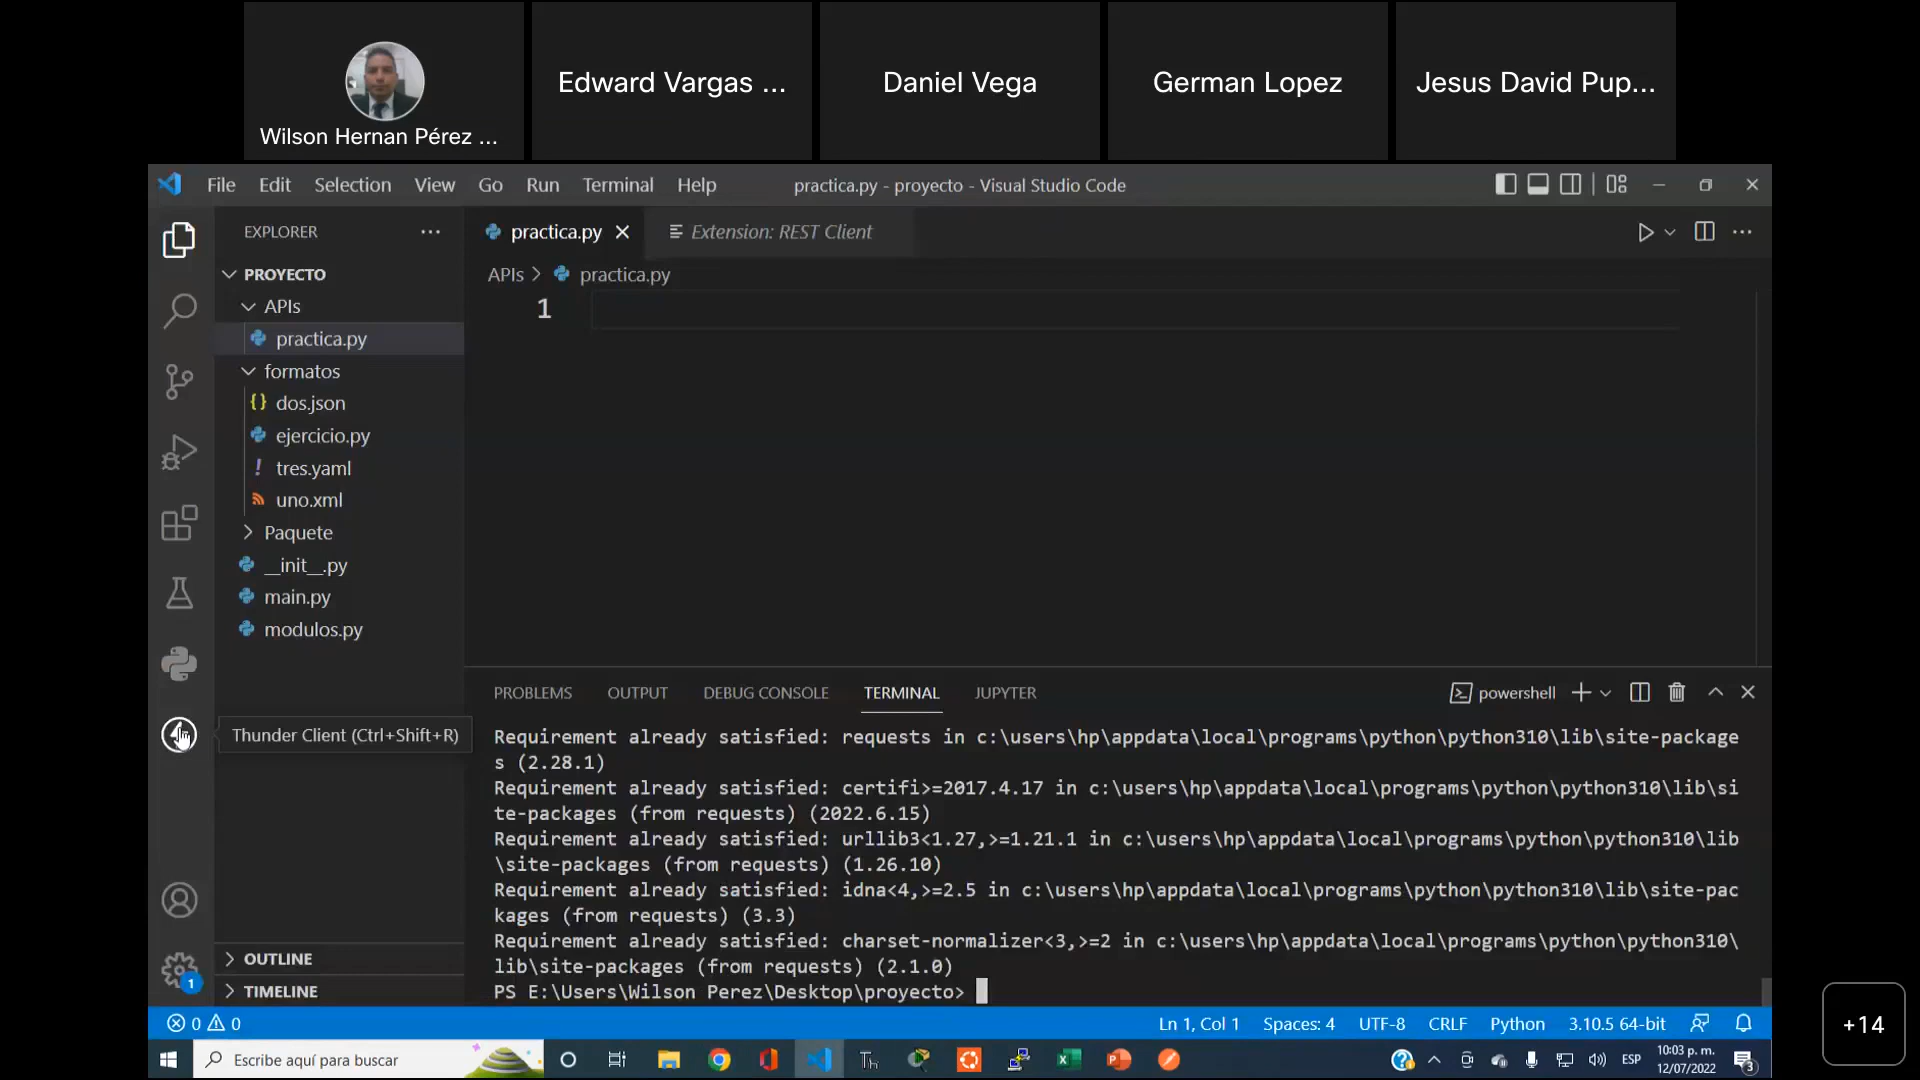 Wilson Hernan Pérez ...
Edward Vargas ...
Daniel Vega
German Lopez
Jesus David Pup...
File Edit Selection View Go Run Terminal Help
practica.py - proyecto - Visual Studio Code
EXPLORER
PROYECTO
APIs
practica.py
formatos
dos.json
ejercicio.py
tres.yaml
uno.xml
Paquete
__init__.py
main.py
modulos.py
Thunder Client (Ctrl+Shift+R)
OUTLINE
TIMELINE
practica.py
Extension: REST Client
APIs > practica.py
1
PROBLEMS OUTPUT DEBUG CONSOLE TERMINAL JUPYTER
powershell
Requirement already satisfied: requests in c:\users\hp\appdata\local\programs\python\python310\lib\site-package
s (2.28.1)
Requirement already satisfied: certifi>=2017.4.17 in c:\users\hp\appdata\local\programs\python\python310\lib\si
te-packages (from requests) (2022.6.15)
Requirement already satisfied: urllib3<1.27,>=1.21.1 in c:\users\hp\appdata\local\programs\python\python310\lib
\site-packages (from requests) (1.26.10)
Requirement already satisfied: idna<4,>=2.5 in c:\users\hp\appdata\local\programs\python\python310\lib\site-pac
kages (from requests) (3.3)
Requirement already satisfied: charset-normalizer<3,>=2 in c:\users\hp\appdata\local\programs\python\python310\
lib\site-packages (from requests) (2.1.0)
PS E:\Users\Wilson Perez\Desktop\proyecto>
1
0 0
Ln 1, Col 1 Spaces: 4 UTF-8 CRLF Python 3.10.5 64-bit
+14
Escribe aquí para buscar
ESP
10:03 p. m.
12/07/2022
3